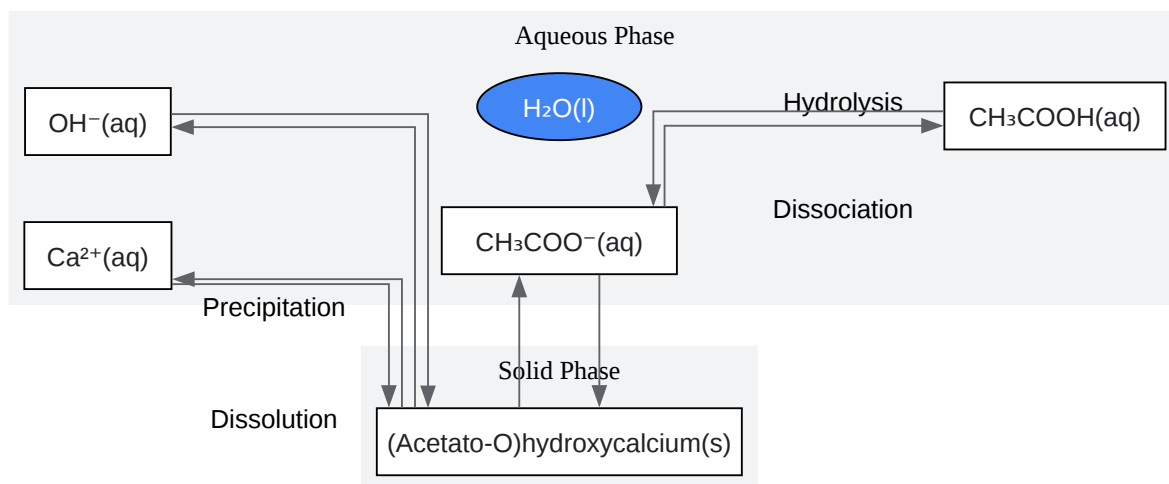 Aqueous Phase
OH⁻(aq)
H₂O(l)
Hydrolysis
CH₃COOH(aq)
Ca²⁺(aq)
CH₃COO⁻(aq)
Dissociation
Precipitation
Solid Phase
Dissolution
(Acetato-O)hydroxycalcium(s)